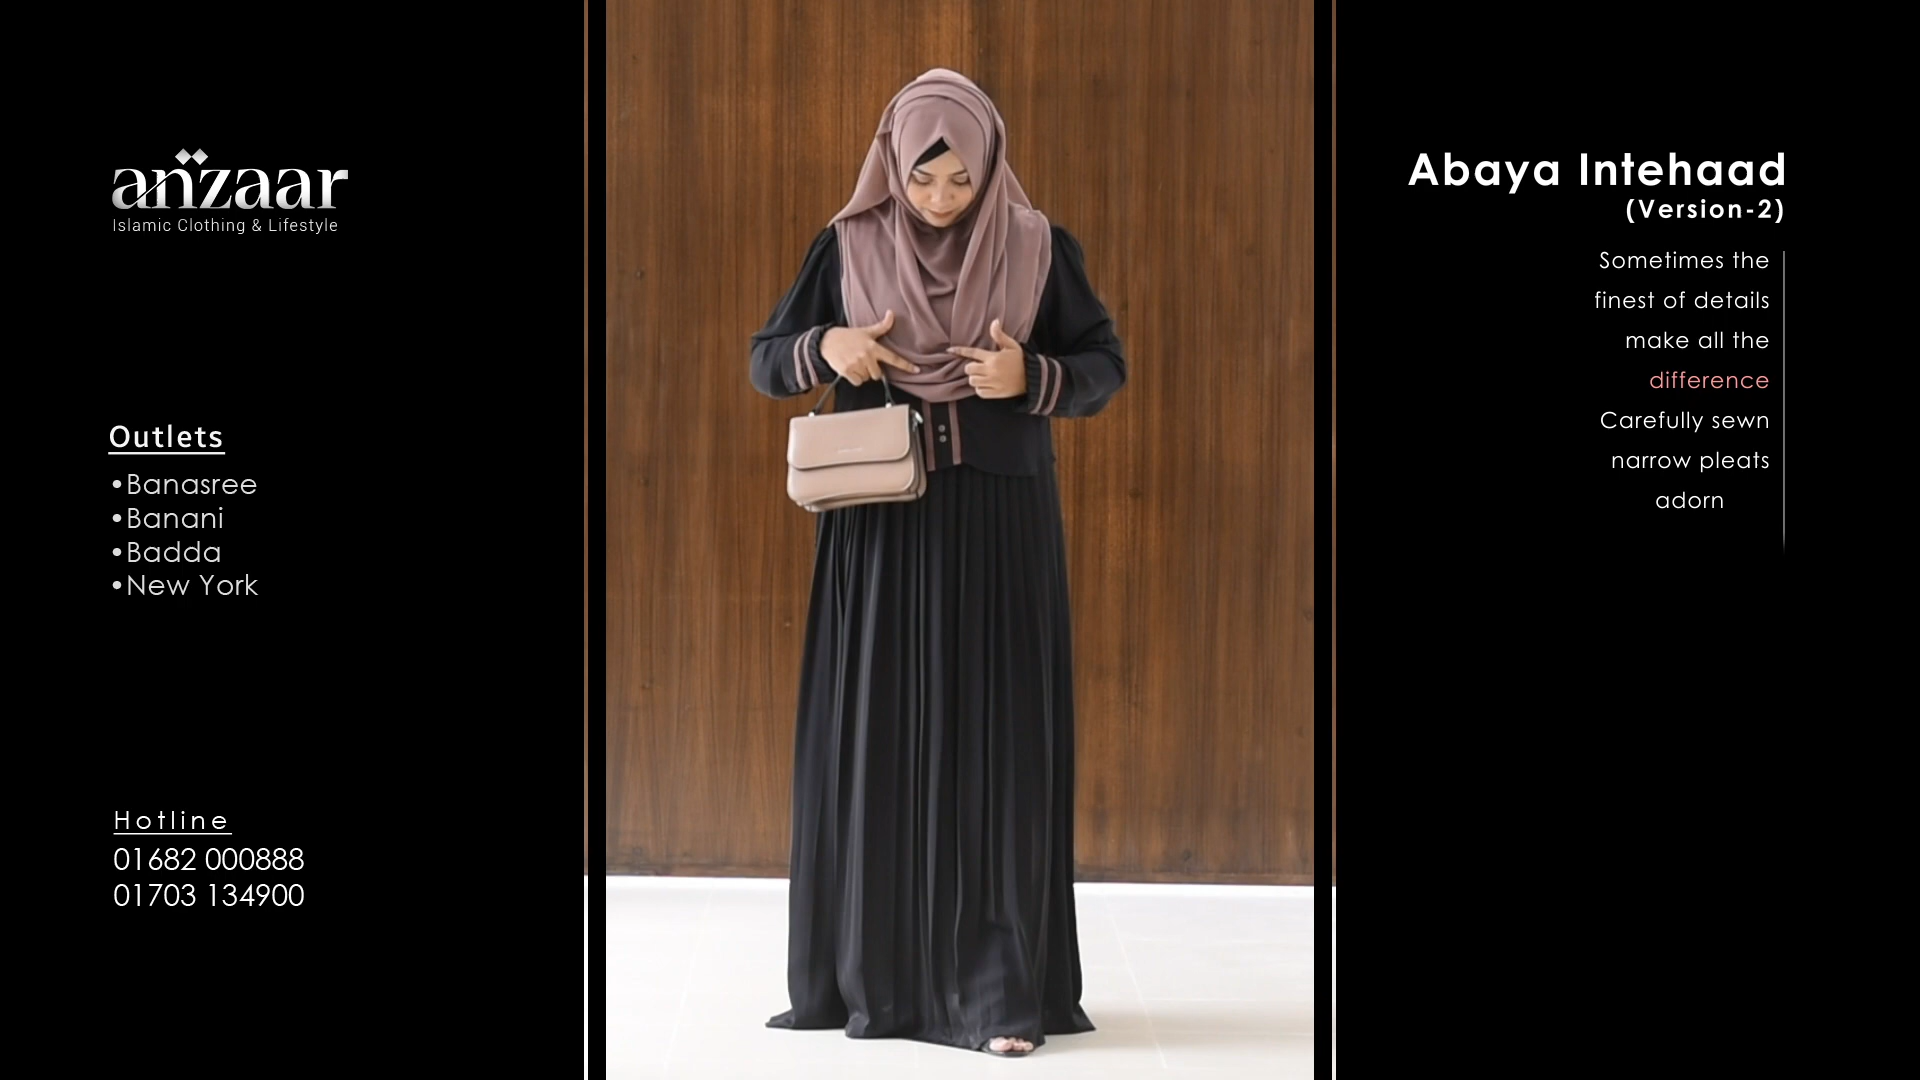 anzaar
Islamic Clothing & Lifestyle
Outlets
•Banasree
•Banani
•Badda
•New York
Hotline
01682 000888
01703 134900
Abaya Intehaad
(Version-2)
Sometimes the
finest of details
make all the
difference
Carefully sewn
narrow pleats
adorn